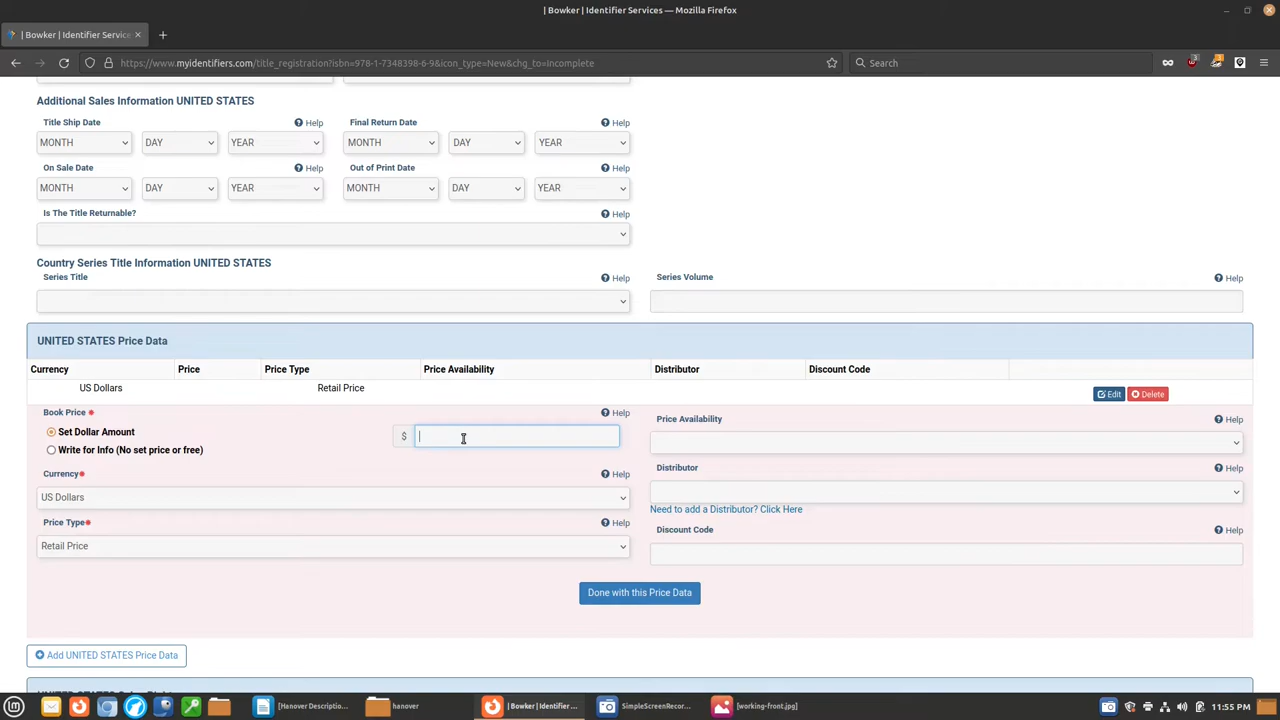 | Bowker | Identifier Services — Mozilla Firefox
| Bowker | Identifier Services
https://www.myidentifiers.com/title_registration?isbn=978-1-7348398-6-9&icon_type=New&chg_to=Incomplete
Search
Additional Sales Information UNITED STATES
Title Ship Date Help Final Return Date Help
MONTH DAY YEAR MONTH DAY YEAR
On Sale Date Help Out of Print Date Help
MONTH DAY YEAR MONTH DAY YEAR
Is The Title Returnable? Help
Country Series Title Information UNITED STATES
Series Title Help Series Volume Help
UNITED STATES Price Data
Currency Price Price Type Price Availability Distributor Discount Code
US Dollars Retail Price Edit Delete
Book Price * Help Price Availability Help
Set Dollar Amount $
Write for Info (No set price or free)
Distributor Help
Currency* Help
US Dollars
Need to add a Distributor? Click Here
Price Type* Help Discount Code Help
Retail Price
Done with this Price Data
Add UNITED STATES Price Data
[Hanover Descriptio... hanover | Bowker | Identifier ... SimpleScreenRecor... [working-front.jpg] 11:55 PM